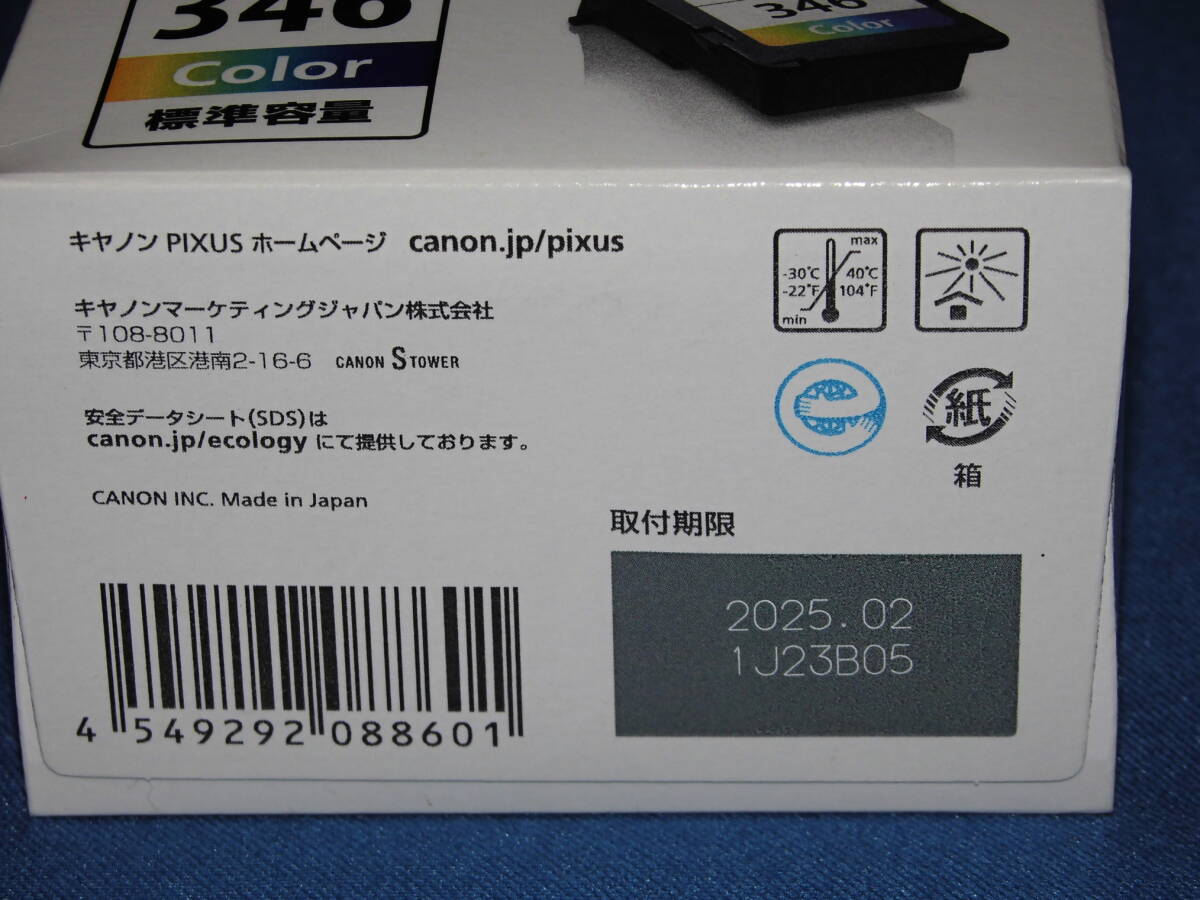 346
Color
標準容量
346
Color
キヤノン PIXUS ホームページ canon.jp/pixus
キヤノンマーケティングジャパン株式会社
〒108-8011
東京都港区港南2-16-6 CANON S TOWER
安全データシート(SDS)は
canon.jp/ecology にて提供しております。
CANON INC. Made in Japan
max
-30°C 40°C
-22°F 104°F
min
紙
箱
取付期限
2025.02
1J23B05
4 549292 088601